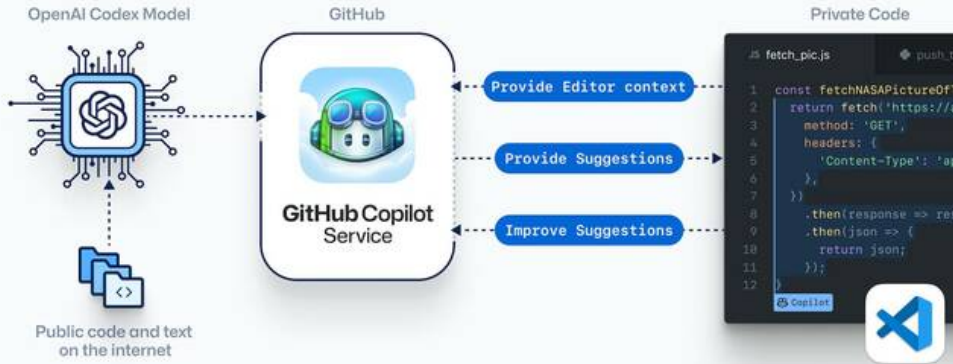 OpenAI Codex Model
GitHub
Private Code
fetch_pic.js
Provide Editor context
Provide Suggestions
Improve Suggestions
GitHub Copilot
Service
1 const fetchNASAPictureOf
2 return fetch('https://
3 method: 'GET',
4 headers: {
5 'Content-Type': 'ap
6 },
7 })
8 .then(response => res
9 .then(json => {
10 return json;
11 });
12 }
Copilot
Public code and text
on the internet